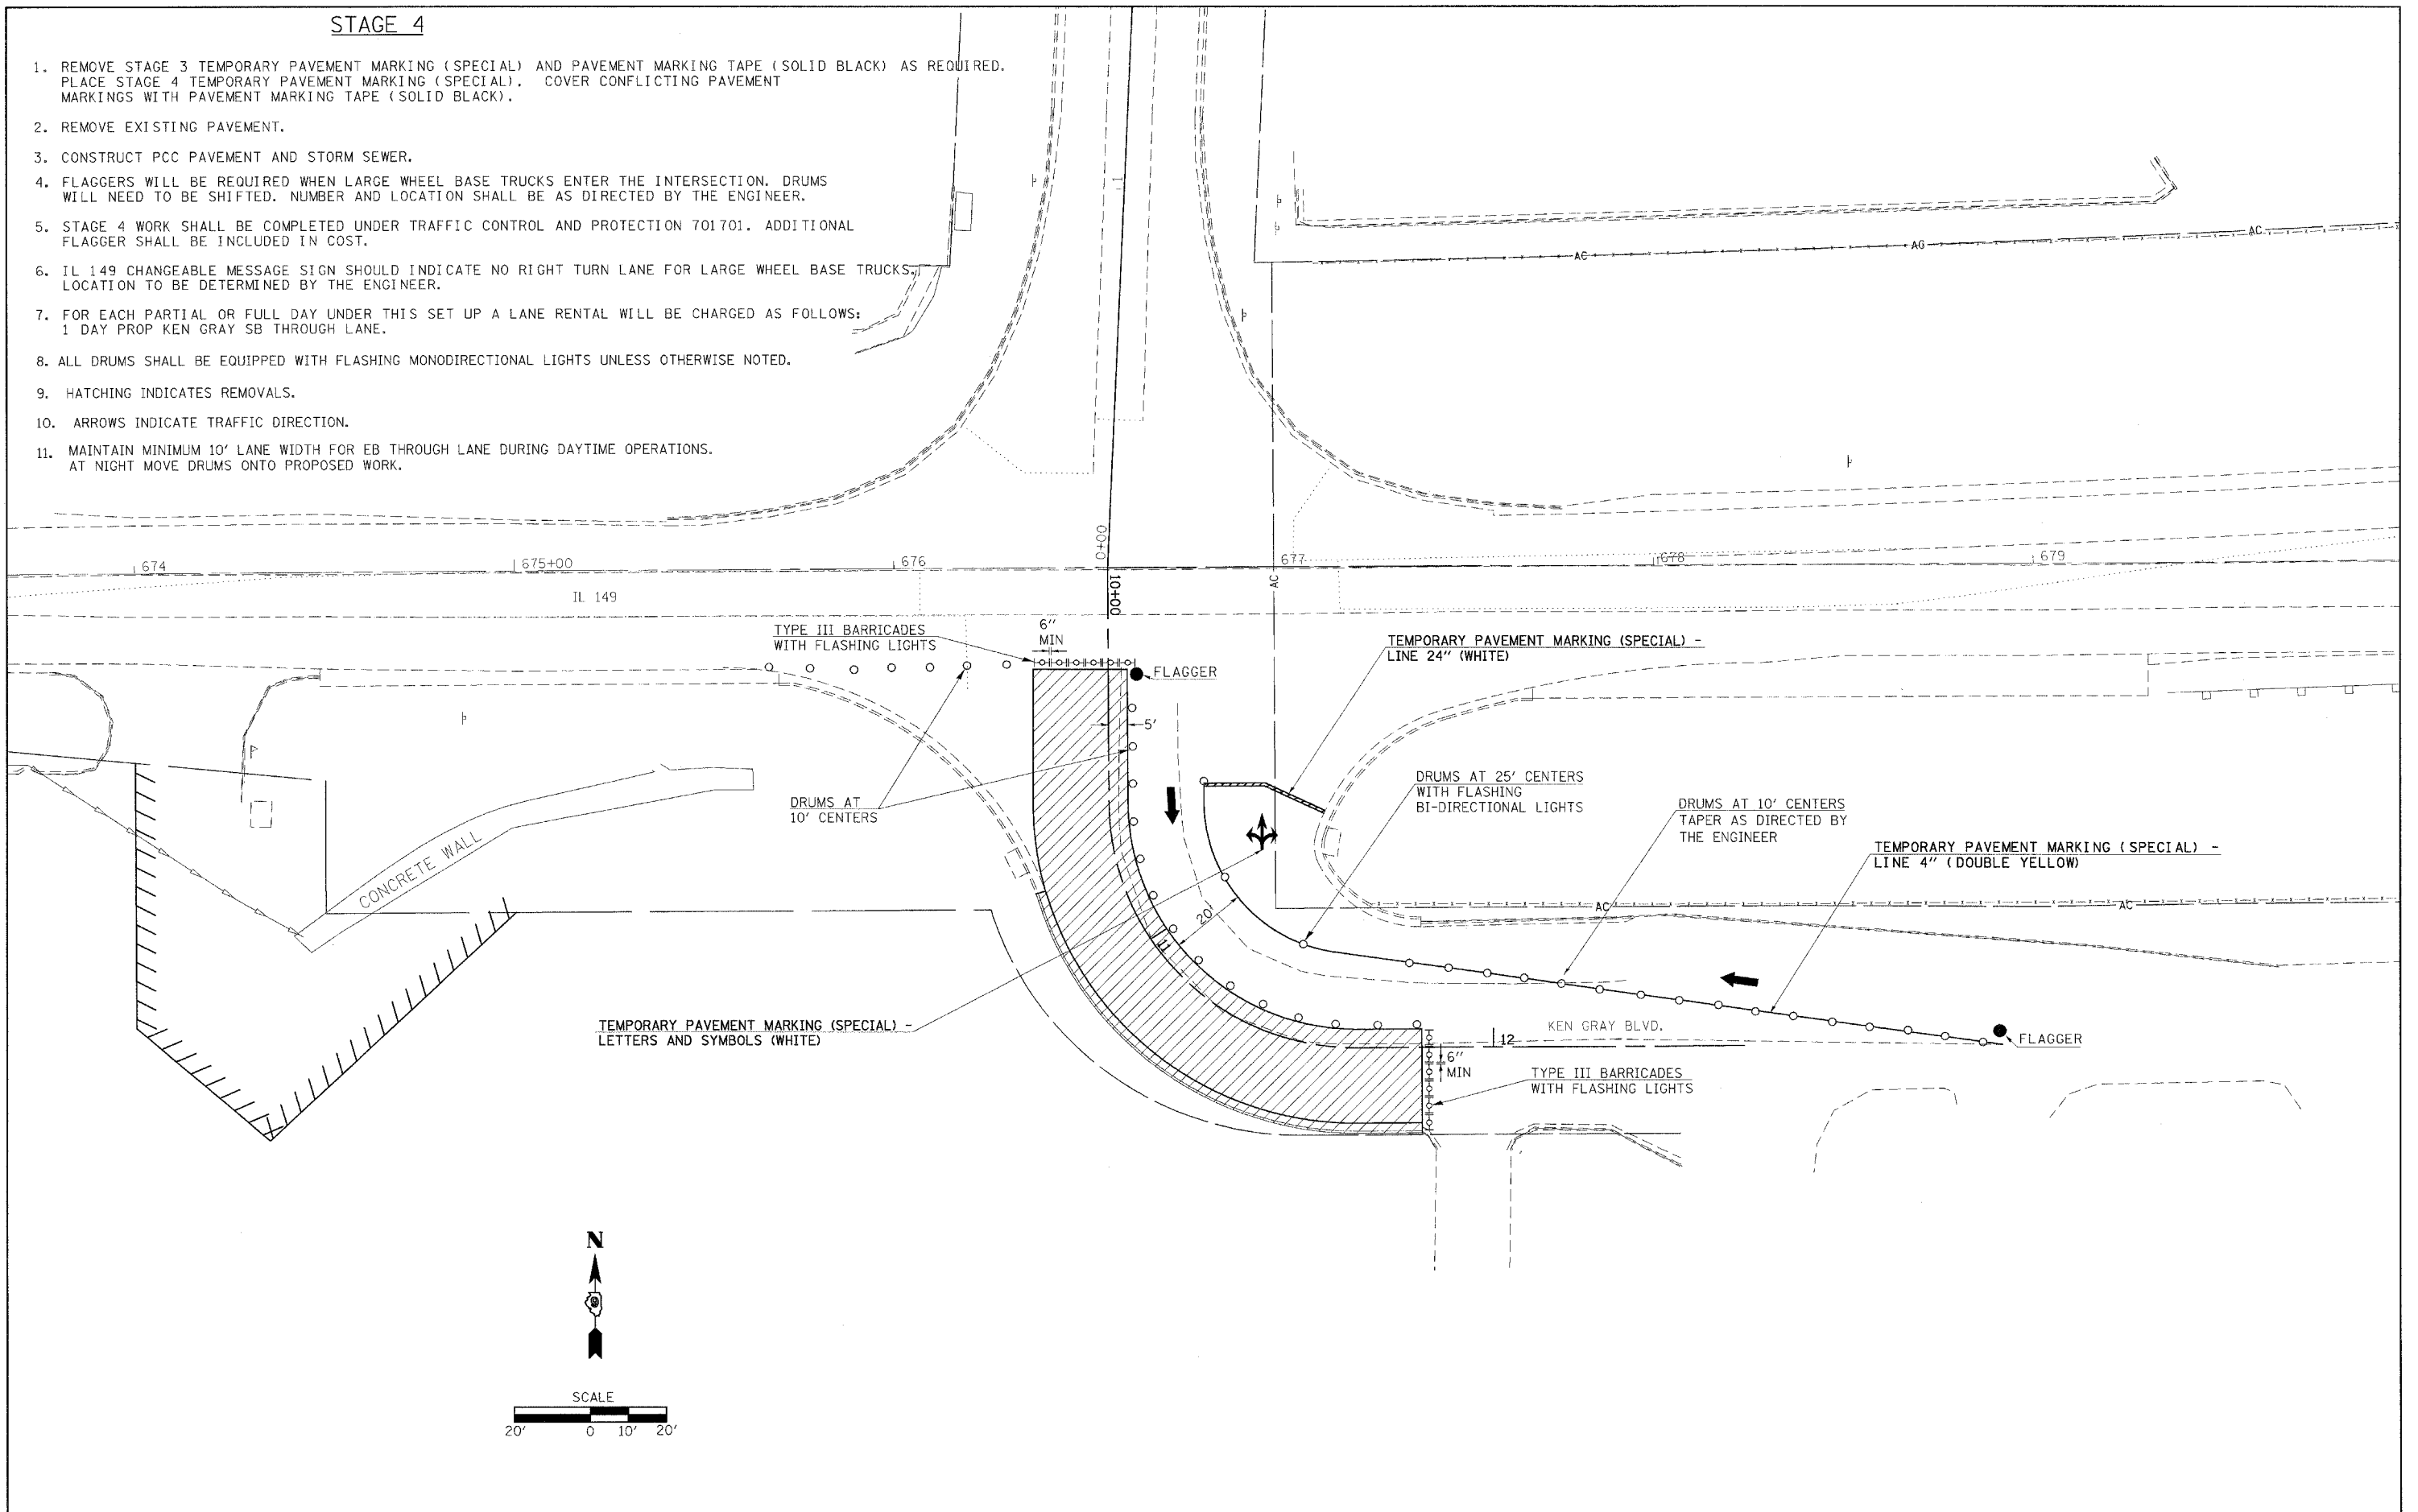 STAGE 4
1. REMOVE STAGE 3 TEMPORARY PAVEMENT MARKING (SPECIAL) AND PAVEMENT MARKING TAPE (SOLID BLACK) AS REQUIRED.
PLACE STAGE 4 TEMPORARY PAVEMENT MARKING (SPECIAL). COVER CONFLICTING PAVEMENT
MARKINGS WITH PAVEMENT MARKING TAPE (SOLID BLACK).
2. REMOVE EXISTING PAVEMENT.
3. CONSTRUCT PCC PAVEMENT AND STORM SEWER.
4. FLAGGERS WILL BE REQUIRED WHEN LARGE WHEEL BASE TRUCKS ENTER THE INTERSECTION. DRUMS
WILL NEED TO BE SHIFTED. NUMBER AND LOCATION SHALL BE AS DIRECTED BY THE ENGINEER.
5. STAGE 4 WORK SHALL BE COMPLETED UNDER TRAFFIC CONTROL AND PROTECTION 701701. ADDITIONAL
FLAGGER SHALL BE INCLUDED IN COST.
6. IL 149 CHANGEABLE MESSAGE SIGN SHOULD INDICATE NO RIGHT TURN LANE FOR LARGE WHEEL BASE TRUCKS.
LOCATION TO BE DETERMINED BY THE ENGINEER.
7. FOR EACH PARTIAL OR FULL DAY UNDER THIS SET UP A LANE RENTAL WILL BE CHARGED AS FOLLOWS:
1 DAY PROP KEN GRAY SB THROUGH LANE.
8. ALL DRUMS SHALL BE EQUIPPED WITH FLASHING MONODIRECTIONAL LIGHTS UNLESS OTHERWISE NOTED.
9. HATCHING INDICATES REMOVALS.
10. ARROWS INDICATE TRAFFIC DIRECTION.
11. MAINTAIN MINIMUM 10' LANE WIDTH FOR EB THROUGH LANE DURING DAYTIME OPERATIONS.
AT NIGHT MOVE DRUMS ONTO PROPOSED WORK.
AC
AC
AC
674
675+00
676
0+00
677
678
679
10+00
AC
IL 149
TYPE III BARRICADES
WITH FLASHING LIGHTS
6"
MIN
FLAGGER
TEMPORARY PAVEMENT MARKING (SPECIAL) -
LINE 24" (WHITE)
5'
DRUMS AT
10' CENTERS
DRUMS AT 25' CENTERS
WITH FLASHING
BI-DIRECTIONAL LIGHTS
DRUMS AT 10' CENTERS
TAPER AS DIRECTED BY
THE ENGINEER
TEMPORARY PAVEMENT MARKING (SPECIAL) -
LINE 4" (DOUBLE YELLOW)
CONCRETE WALL
AC
AC
20'
11
TEMPORARY PAVEMENT MARKING (SPECIAL) -
LETTERS AND SYMBOLS (WHITE)
12
KEN GRAY BLVD.
FLAGGER
6"
MIN
TYPE III BARRICADES
WITH FLASHING LIGHTS
N
9
SCALE
20' 0 10' 20'